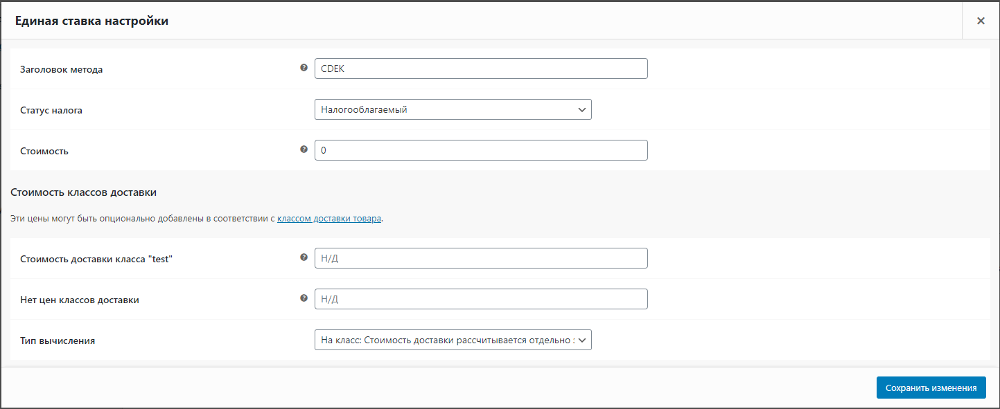 Единая ставка настройки
Заголовок метода
CDEK
Статус налога
Налогооблагаемый
Стоимость
0
Стоимость классов доставки
Эти цены могут быть опционально добавлены в соответствии с классом доставки товара.
Стоимость доставки класса "test"
Н/Д
Нет цен классов доставки
Н/Д
Тип вычисления
На класс: Стоимость доставки рассчитывается отдельно :
Сохранить изменения